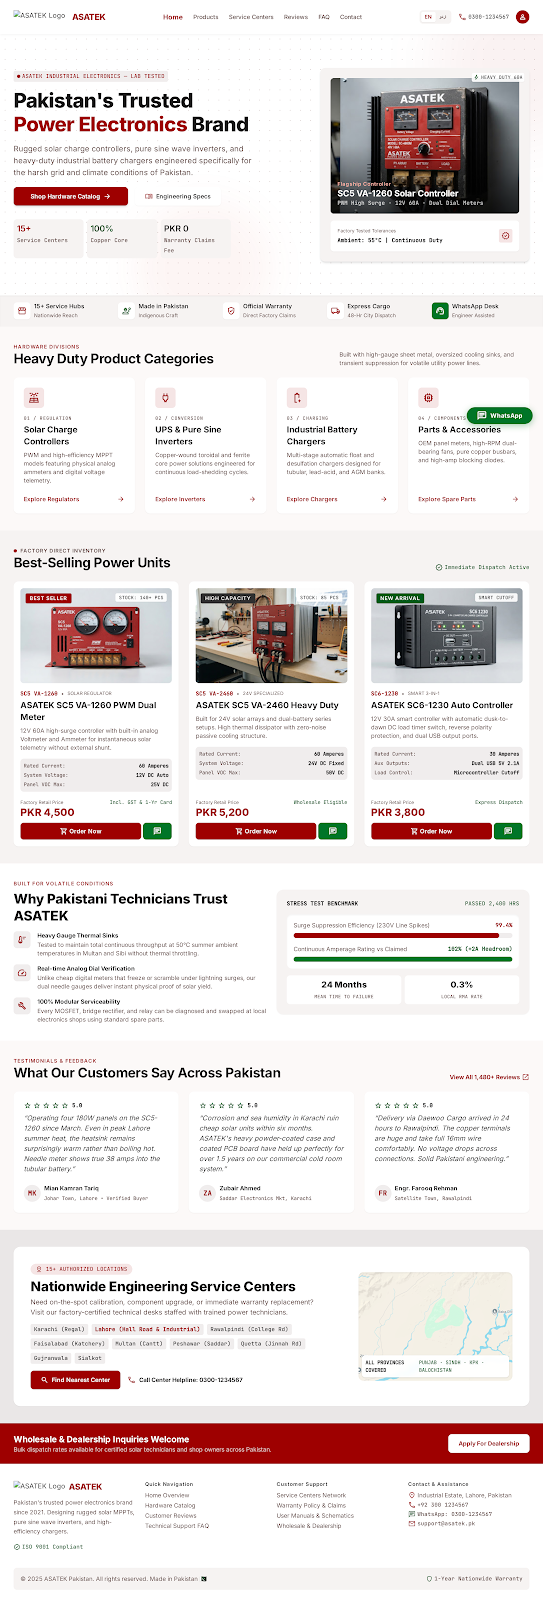 ASATEK Logo ASATEK
Home Products Service Centers Reviews FAQ Contact
EN اردو 0300-1234567
ASATEK INDUSTRIAL ELECTRONICS — LAB TESTED
Pakistan's Trusted
Power Electronics Brand
Rugged solar charge controllers, pure sine wave inverters, and
heavy-duty industrial battery chargers engineered specifically for
the harsh grid and climate conditions of Pakistan.
Shop Hardware Catalog →
Engineering Specs
15+
Service Centers
100%
Copper Core
PKR 0
Warranty Claims
Fee
HEAVY DUTY 60A
ASATEK
Flagship Controller
SC5 VA-1260 Solar Controller
PWM High Surge · 12V 60A · Dual Dial Meters
Factory Tested Tolerances
Ambient: 55°C | Continuous Duty
15+ Service Hubs
Nationwide Reach
Made in Pakistan
Indigenous Craft
Official Warranty
Direct Factory Claims
Express Cargo
48-Hr City Dispatch
WhatsApp Desk
Engineer Assisted
HARDWARE DIVISIONS
Heavy Duty Product Categories
Built with high-gauge sheet metal, oversized cooling sinks, and
transient suppression for volatile utility power lines.
01 / REGULATION
Solar Charge
Controllers
PWM and high-efficiency MPPT
models featuring physical analog
ammeters and digital voltage
telemetry.
Explore Regulators →
02 / CONVERSION
UPS & Pure Sine
Inverters
Copper-wound toroidal and ferrite
core power solutions engineered for
continuous load-shedding cycles.
Explore Inverters →
03 / CHARGING
Industrial Battery
Chargers
Multi-stage automatic float and
desulfation chargers designed for
tubular, lead-acid, and AGM banks.
Explore Chargers →
04 / COMPONENTS
Parts & Accessories
OEM panel meters, high-RPM dual-
bearing fans, pure copper busbars,
and high-amp blocking diodes.
Explore Spare Parts →
WhatsApp
FACTORY DIRECT INVENTORY
Best-Selling Power Units
Immediate Dispatch Active
BEST SELLER
STOCK: 140+ PCS
ASATEK
SC5 VA-1260 • SOLAR REGULATOR
ASATEK SC5 VA-1260 PWM Dual
Meter
12V 60A high-surge controller with built-in analog
Voltmeter and Ammeter for instantaneous solar
telemetry without external shunt.
Rated Current: 60 Amperes
System Voltage: 12V DC Auto
Panel VOC Max: 25V DC
Factory Retail Price Incl. GST & 1-Yr Card
PKR 4,500
Order Now
HIGH CAPACITY
STOCK: 85 PCS
SC5 VA-2460 • 24V SPECIALIZED
ASATEK SC5 VA-2460 Heavy Duty
Built for 24V solar arrays and dual-battery series
setups. High thermal dissipator with zero-noise
passive cooling structure.
Rated Current: 60 Amperes
System Voltage: 24V DC Fixed
Panel VOC Max: 50V DC
Factory Retail Price Wholesale Eligible
PKR 5,200
Order Now
NEW ARRIVAL
SMART CUTOFF
ASATEK
SC6 1230
SC6-1230 • SMART 3-IN-1
ASATEK SC6-1230 Auto Controller
12V 30A smart controller with automatic dusk-to-
dawn DC load timer switch, reverse polarity
protection, and dual USB output ports.
Rated Current: 30 Amperes
Aux Outputs: Dual USB 5V 2.1A
Load Control: Microcontroller Cutoff
Factory Retail Price Express Dispatch
PKR 3,800
Order Now
BUILT FOR VOLATILE CONDITIONS
Why Pakistani Technicians Trust
ASATEK
Heavy Gauge Thermal Sinks
Tested to maintain total continuous throughput at 50°C summer ambient
temperatures in Multan and Sibi without thermal throttling.
Real-time Analog Dial Verification
Unlike cheap digital meters that freeze or scramble under lightning surges, our
dual needle gauges deliver instant physical proof of solar yield.
100% Modular Serviceability
Every MOSFET, bridge rectifier, and relay can be diagnosed and swapped at local
electronics shops using standard spare parts.
STRESS TEST BENCHMARK PASSED 2,400 HRS
Surge Suppression Efficiency (230V Line Spikes) 99.4%
Continuous Amperage Rating vs Claimed 102% (+2A Headroom)
24 Months
MEAN TIME TO FAILURE
0.3%
LOCAL RMA RATE
TESTIMONIALS & FEEDBACK
What Our Customers Say Across Pakistan
View All 1,480+ Reviews
5.0
"Operating four 180W panels on the SC5-
1260 since March. Even in peak Lahore
summer heat, the heatsink remains
surprisingly warm rather than boiling hot.
Needle meter shows true 38 amps into the
tubular battery."
MK
Mian Kamran Tariq
Johar Town, Lahore · Verified Buyer
5.0
"Corrosion and sea humidity in Karachi ruin
cheap solar units within six months.
ASATEK's heavy powder-coated case and
coated PCB board have held up perfectly for
over 1.5 years on our commercial cold room
system."
ZA
Zubair Ahmed
Saddar Electronics Mkt, Karachi
5.0
"Delivery via Daewoo Cargo arrived in 24
hours to Rawalpindi. The copper terminals
are huge and take full 16mm wire
comfortably. No voltage drops across
connections. Solid Pakistani engineering."
FR
Engr. Farooq Rehman
Satellite Town, Rawalpindi
15+ AUTHORIZED LOCATIONS
Nationwide Engineering Service Centers
Need on-the-spot calibration, component upgrade, or immediate warranty replacement?
Visit our factory-certified technical desks staffed with trained power technicians.
Karachi (Regal) Lahore (Hall Road & Industrial) Rawalpindi (College Rd)
Faisalabad (Katchery) Multan (Cantt) Peshawar (Saddar) Quetta (Jinnah Rd)
Gujranwala Sialkot
Find Nearest Center
Call Center Helpline: 0300-1234567
ALL PROVINCES
COVERED
PUNJAB · SINDH · KPK ·
BALOCHISTAN
Wholesale & Dealership Inquiries Welcome
Bulk dispatch rates available for certified solar technicians and shop owners across Pakistan.
Apply For Dealership
ASATEK Logo ASATEK
Pakistan's trusted power electronics brand
since 2021. Designing rugged solar MPPTs,
pure sine wave inverters, and high-
efficiency chargers.
ISO 9001 Compliant
Quick Navigation
Home Overview
Hardware Catalog
Customer Reviews
Technical Support FAQ
Customer Support
Service Centers Network
Warranty Policy & Claims
User Manuals & Schematics
Wholesale & Dealership
Contact & Assistance
Industrial Estate, Lahore, Pakistan
+92 300 1234567
WhatsApp: 0300-1234567
support@asatek.pk
© 2025 ASATEK Pakistan. All rights reserved. Made in Pakistan
1-Year Nationwide Warranty